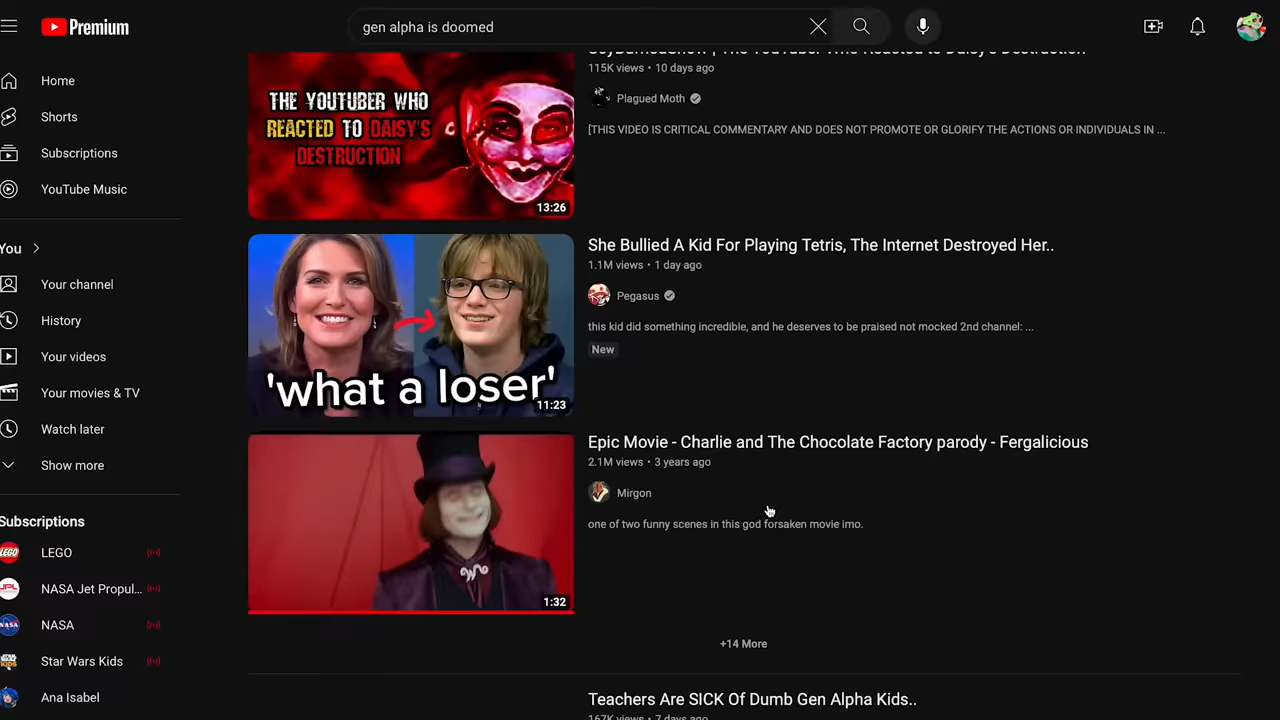 Premium
gen alpha is doomed
Home
Shorts
Subscriptions
YouTube Music
You
Your channel
History
Your videos
Your movies & TV
Watch later
Show more
Subscriptions
LEGO
NASA Jet Propul...
NASA
Star Wars Kids
Ana Isabel
THE YOUTUBER WHO
REACTED TO DAISY'S
DESTRUCTION
13:26
115K views • 10 days ago
Plagued Moth
[THIS VIDEO IS CRITICAL COMMENTARY AND DOES NOT PROMOTE OR GLORIFY THE ACTIONS OR INDIVIDUALS IN ...
'what a loser'
11:23
She Bullied A Kid For Playing Tetris, The Internet Destroyed Her..
1.1M views • 1 day ago
Pegasus
this kid did something incredible, and he deserves to be praised not mocked 2nd channel: ...
New
1:32
Epic Movie - Charlie and The Chocolate Factory parody - Fergalicious
2.1M views • 3 years ago
Mirgon
one of two funny scenes in this god forsaken movie imo.
+14 More
Teachers Are SICK Of Dumb Gen Alpha Kids..
167K views • 7 days ago